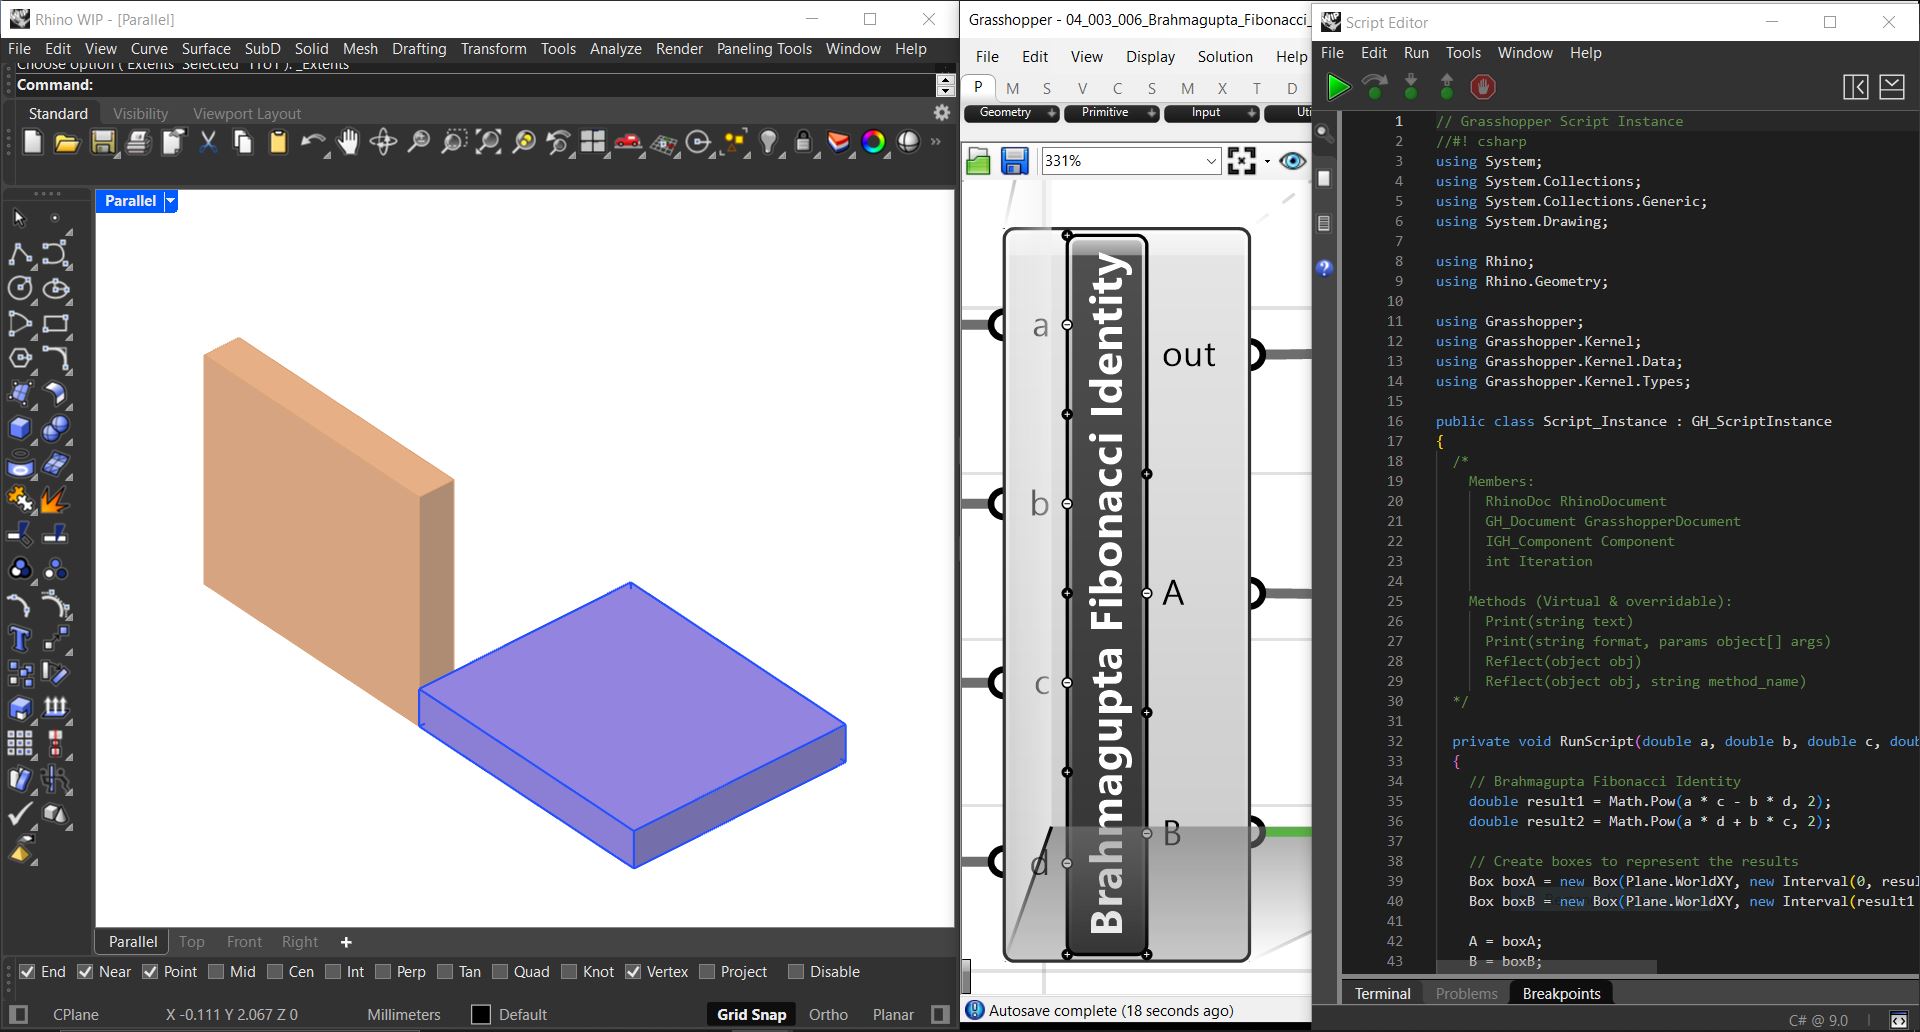 Rhino WIP - [Parallel]
File Edit View Curve Surface SubD Solid Mesh Drafting Transform Tools Analyze Render Paneling Tools Window Help
Command:
Standard Visibility Viewport Layout
Parallel
Parallel Top Front Right
End Near Point Mid Cen Int Perp Tan Quad Knot Vertex Project Disable
CPlane X -0.111 Y 2.067 Z 0 Millimeters Default Grid Snap Ortho Planar
Grasshopper - 04_003_006_Brahmagupta_Fibonacci_
File Edit View Display Solution Help
P M S V C S M X T D
Geometry Primitive Input Uti
331%
Brahmagupta Fibonacci Identity
a
b
c
d
out
A
B
Autosave complete (18 seconds ago)
Script Editor
File Edit Run Tools Window Help
1 // Grasshopper Script Instance
2 //#! csharp
3 using System;
4 using System.Collections;
5 using System.Collections.Generic;
6 using System.Drawing;
7
8 using Rhino;
9 using Rhino.Geometry;
10
11 using Grasshopper;
12 using Grasshopper.Kernel;
13 using Grasshopper.Kernel.Data;
14 using Grasshopper.Kernel.Types;
15
16 public class Script_Instance : GH_ScriptInstance
17 {
18 /*
19 Members:
20 RhinoDoc RhinoDocument
21 GH_Document GrasshopperDocument
22 IGH_Component Component
23 int Iteration
24
25 Methods (Virtual & overridable):
26 Print(string text)
27 Print(string format, params object[] args)
28 Reflect(object obj)
29 Reflect(object obj, string method_name)
30 */
31
32 private void RunScript(double a, double b, double c, doub
33 {
34 // Brahmagupta Fibonacci Identity
35 double result1 = Math.Pow(a * c - b * d, 2);
36 double result2 = Math.Pow(a * d + b * c, 2);
37
38 // Create boxes to represent the results
39 Box boxA = new Box(Plane.WorldXY, new Interval(0, resul
40 Box boxB = new Box(Plane.WorldXY, new Interval(result1
41
42 A = boxA;
43 B = boxB;
Terminal Problems Breakpoints
C# @ 9.0